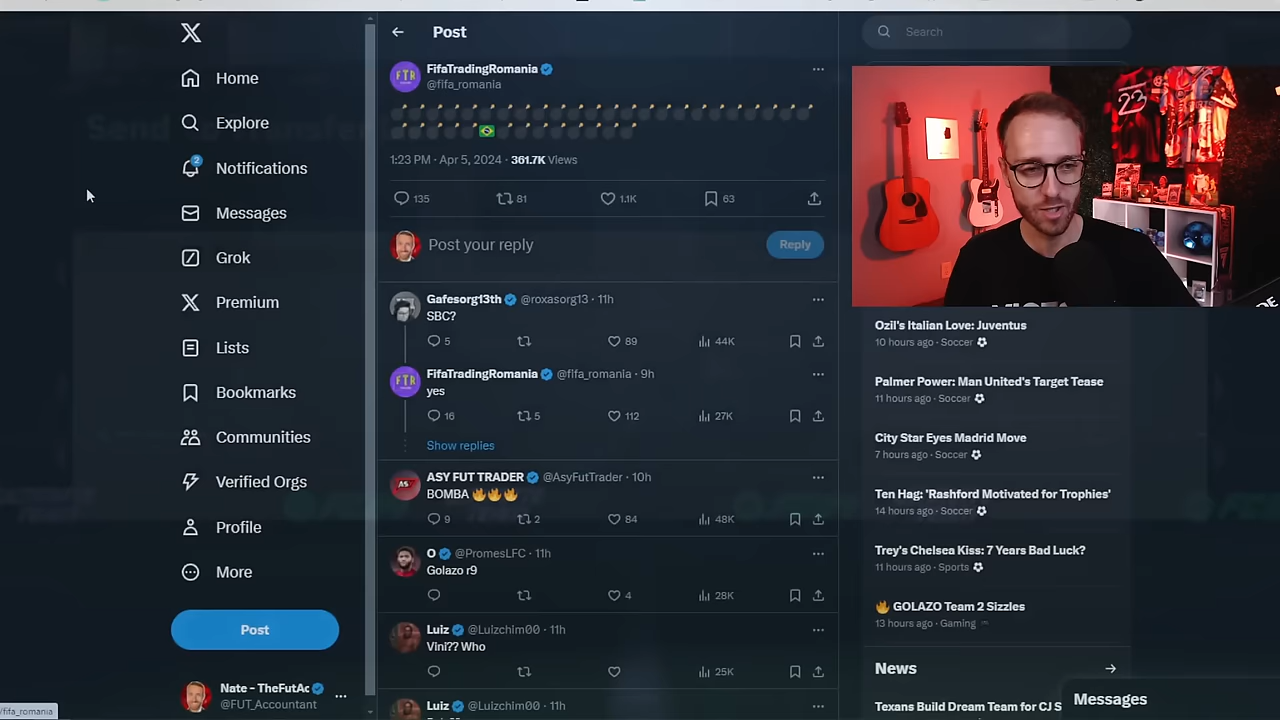 Home
Explore
2
Notifications
Messages
Grok
Premium
Lists
Bookmarks
Communities
Verified Orgs
Profile
More
Post
Nate - TheFutAc
@FUT_Accountant
/fifa_romania
Post
FTR
FifaTradingRomania
@fifa_romania
1:23 PM · Apr 5, 2024 · 361.7K Views
135
81
1.1K
63
Post your reply
Reply
Gafesorg13th @roxasorg13 · 11h
SBC?
5
89
44K
FTR
FifaTradingRomania @fifa_romania · 9h
yes
16
5
112
27K
Show replies
ASY FUT TRADER @AsyFutTrader · 10h
BOMBA 🔥🔥🔥
9
2
84
48K
O @PromesLFC · 11h
Golazo r9
4
28K
Luiz @Luizchim00 · 11h
Vini?? Who
25K
Luiz @Luizchim00 · 11h
Search
23
Ozil's Italian Love: Juventus
10 hours ago · Soccer ⚽
Palmer Power: Man United's Target Tease
11 hours ago · Soccer ⚽
City Star Eyes Madrid Move
7 hours ago · Soccer ⚽
Ten Hag: 'Rashford Motivated for Trophies'
14 hours ago · Soccer ⚽
Trey's Chelsea Kiss: 7 Years Bad Luck?
11 hours ago · Sports ⚽
🔥 GOLAZO Team 2 Sizzles
13 hours ago · Gaming
News
Texans Build Dream Team for CJ S
Messages